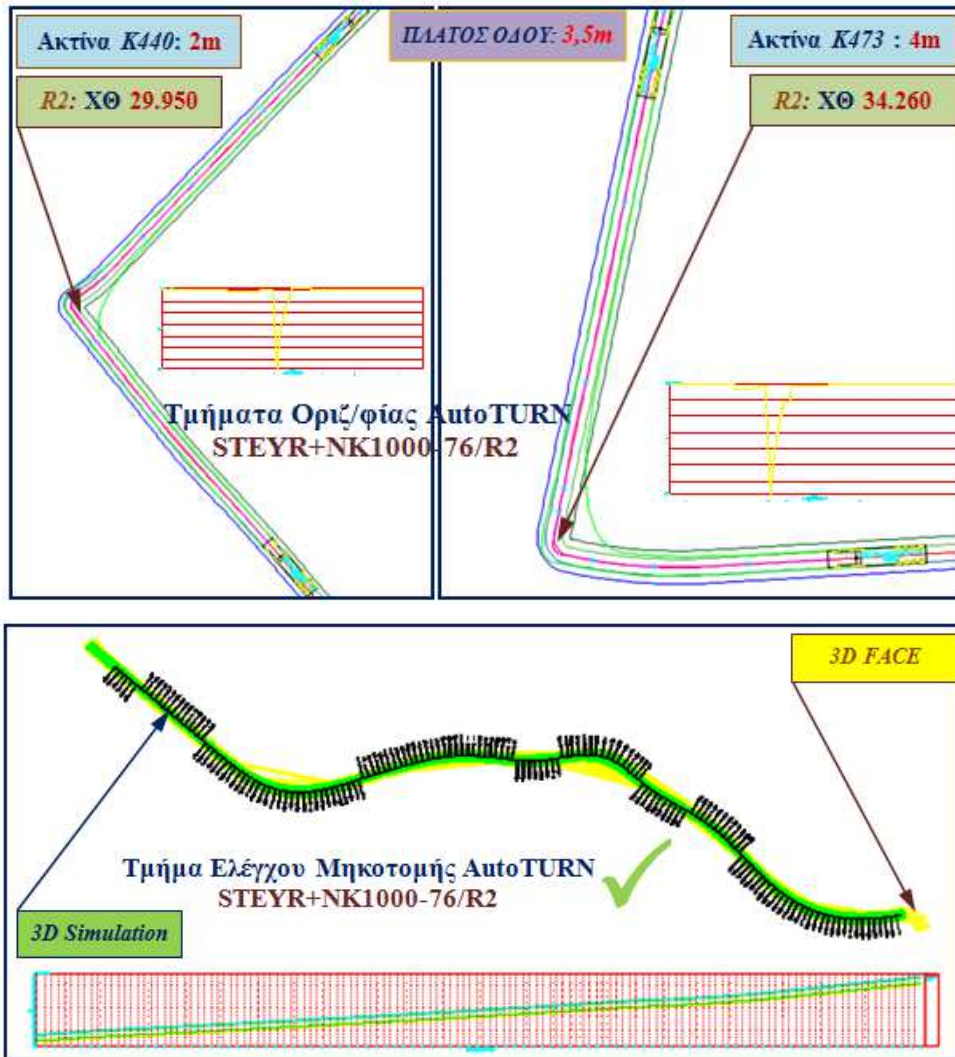 Ακτίνα K440: 2m
ΠΛΑΤΟΣ ΟΔΟΥ: 3,5m
Ακτίνα K473 : 4m
R2: ΧΘ 29.950
R2: ΧΘ 34.260
Τμήματα Οριζ/φίας AutoTURN
STEYR+NK1000-76/R2
3D FACE
Τμήμα Ελέγχου Μηκοτομής AutoTURN
STEYR+NK1000-76/R2
3D Simulation